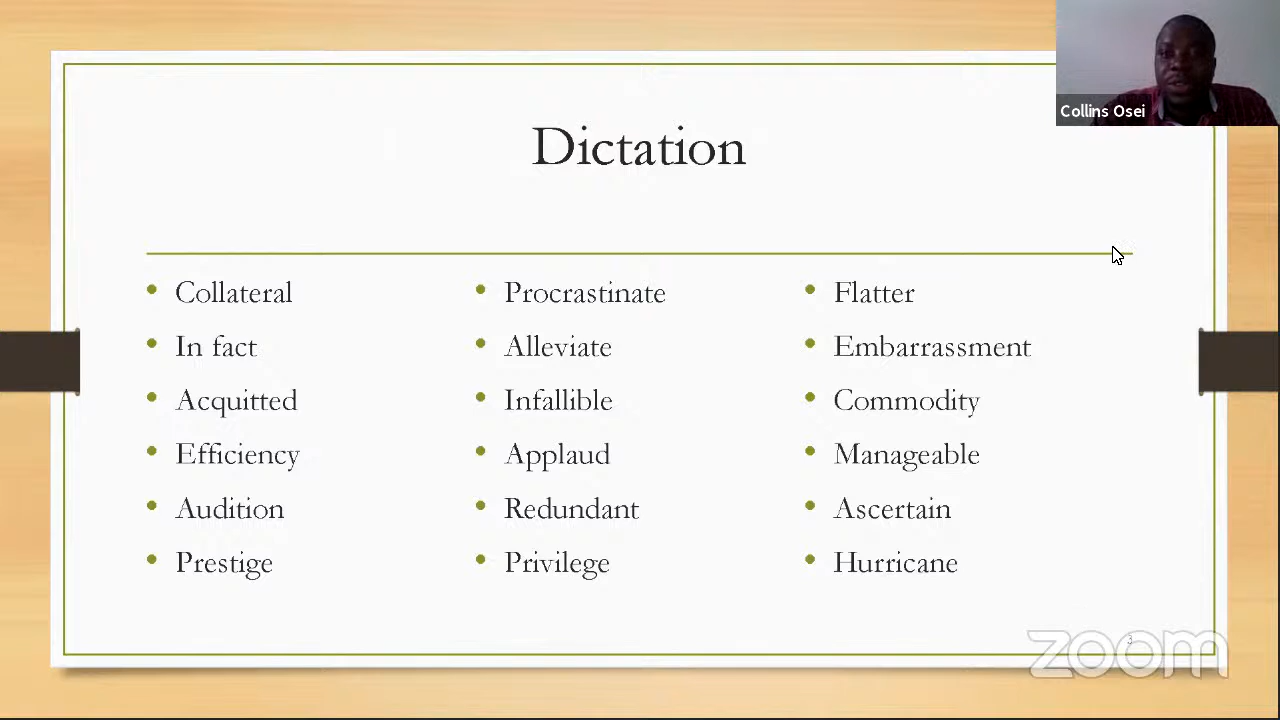 Collins Osei
Dictation
Collateral
In fact
Acquitted
Efficiency
Audition
Prestige
Procrastinate
Alleviate
Infallible
Applaud
Redundant
Privilege
Flatter
Embarrassment
Commodity
Manageable
Ascertain
Hurricane
3
zoom